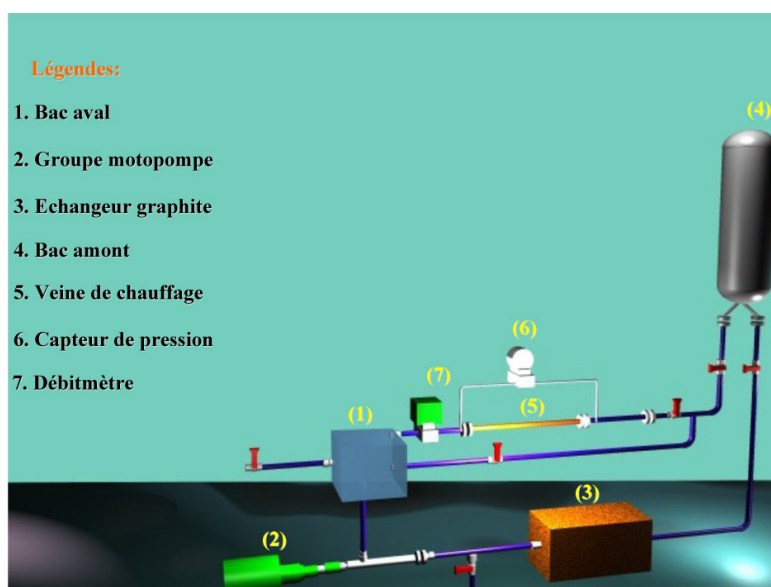 Légendes:
1. Bac aval
2. Groupe motopompe
3. Echangeur graphite
4. Bac amont
5. Veine de chauffage
6. Capteur de pression
7. Débitmètre
(4)
(6)
(7)
(5)
(1)
(3)
(2)